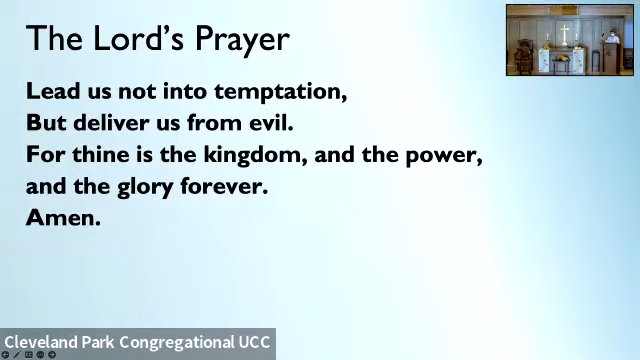 The Lord's Prayer
Lead us not into temptation,
But deliver us from evil.
For thine is the kingdom, and the power,
and the glory forever.
Amen.
Cleveland Park Congregational UCC